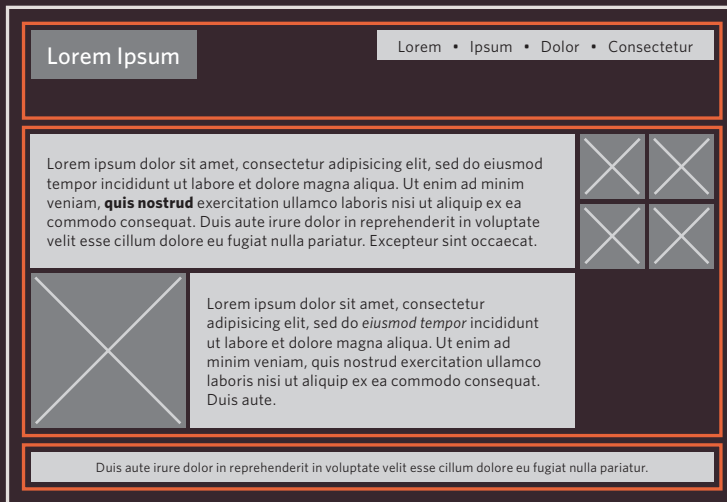 Lorem Ipsum
Lorem • Ipsum • Dolor • Consectetur
Lorem ipsum dolor sit amet, consectetur adipisicing elit, sed do eiusmod
tempor incididunt ut labore et dolore magna aliqua. Ut enim ad minim
veniam, quis nostrud exercitation ullamco laboris nisi ut aliquip ex ea
commodo consequat. Duis aute irure dolor in reprehenderit in voluptate
velit esse cillum dolore eu fugiat nulla pariatur. Excepteur sint occaecat.
Lorem ipsum dolor sit amet, consectetur
adipisicing elit, sed do eiusmod tempor incididunt
ut labore et dolore magna aliqua. Ut enim ad
minim veniam, quis nostrud exercitation ullamco
laboris nisi ut aliquip ex ea commodo consequat.
Duis aute.
Duis aute irure dolor in reprehenderit in voluptate velit esse cillum dolore eu fugiat nulla pariatur.